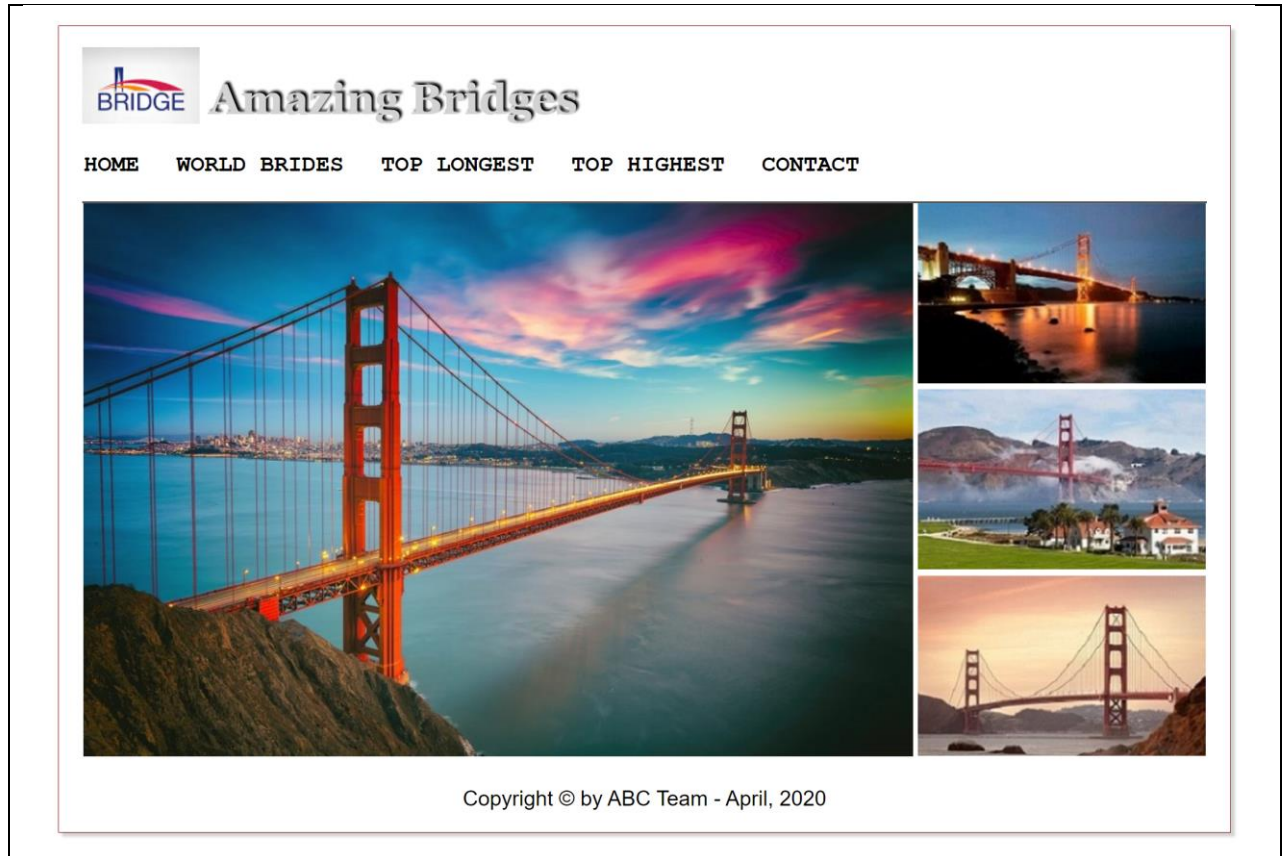 BRIDGE Amazing Bridges
HOME WORLD BRIDES TOP LONGEST TOP HIGHEST CONTACT
Copyright © by ABC Team - April, 2020